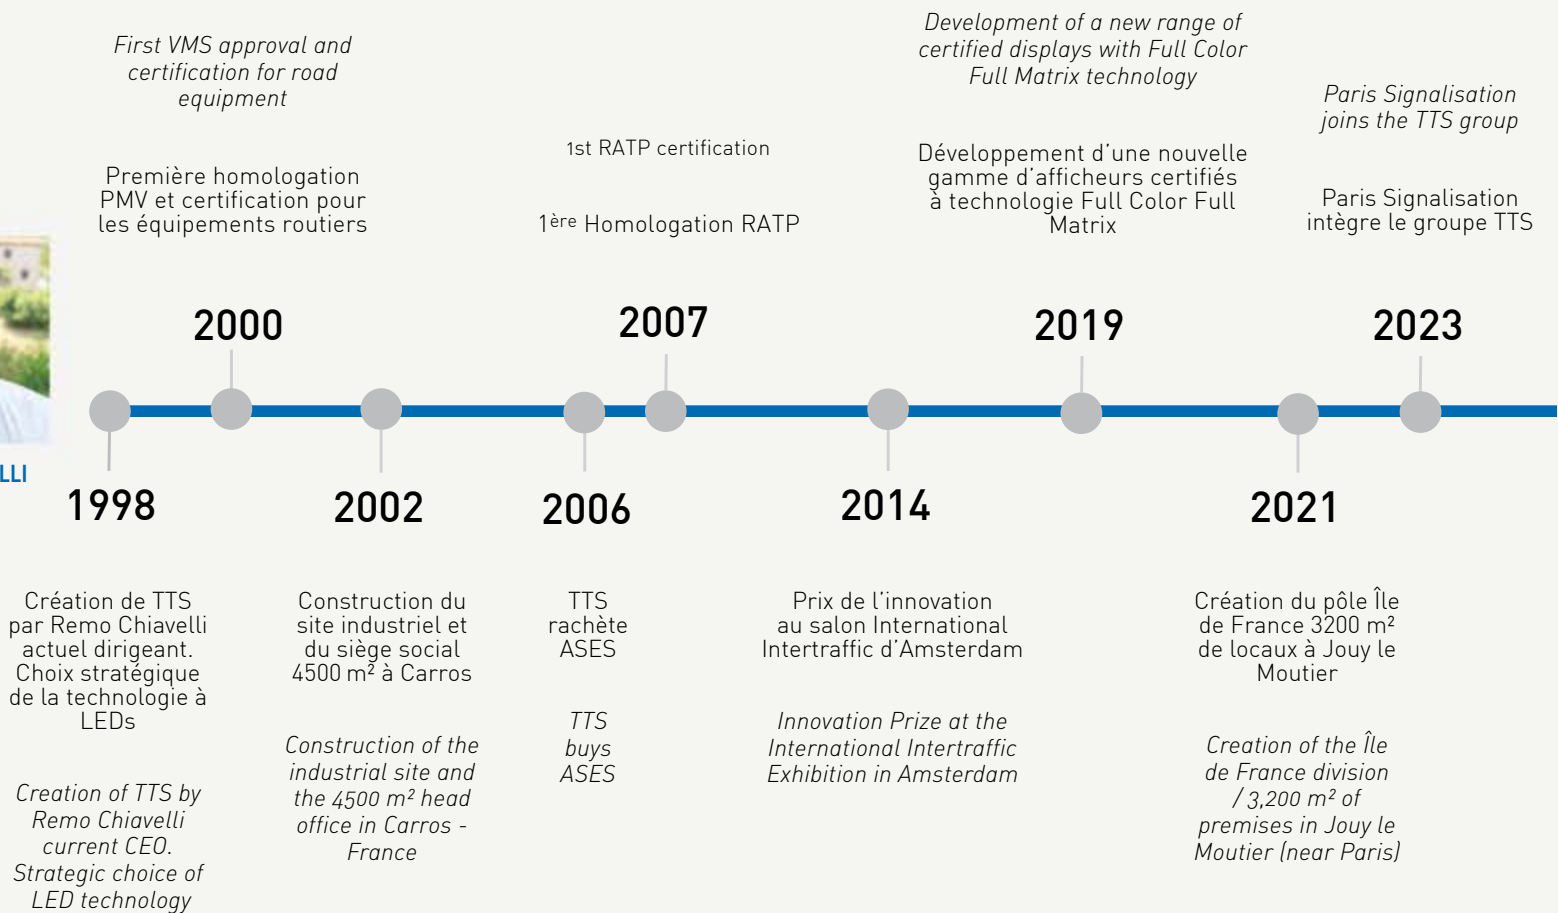 First VMS approval and
certification for road
equipment
Première homologation
PMV et certification pour
les équipements routiers
2000
1st RATP certification
1ère Homologation RATP
2007
Development of a new range of
certified displays with Full Color
Full Matrix technology
Développement d’une nouvelle
gamme d’afficheurs certifiés
à technologie Full Color Full
Matrix
2019
Paris Signalisation
joins the TTS group
Paris Signalisation
intègre le groupe TTS
2023
LLI
1998
Création de TTS
par Remo Chiavelli
actuel dirigeant.
Choix stratégique
de la technologie à
LEDs
Creation of TTS by
Remo Chiavelli
current CEO.
Strategic choice of
LED technology
2002
Construction du
site industriel et
du siège social
4500 m² à Carros
Construction of the
industrial site and
the 4500 m² head
office in Carros -
France
2006
TTS
rachète
ASES
TTS
buys
ASES
2014
Prix de l’innovation
au salon International
Intertraffic d’Amsterdam
Innovation Prize at the
International Intertraffic
Exhibition in Amsterdam
2021
Création du pôle Île
de France 3200 m²
de locaux à Jouy le
Moutier
Creation of the Île
de France division
/ 3,200 m² of
premises in Jouy le
Moutier (near Paris)